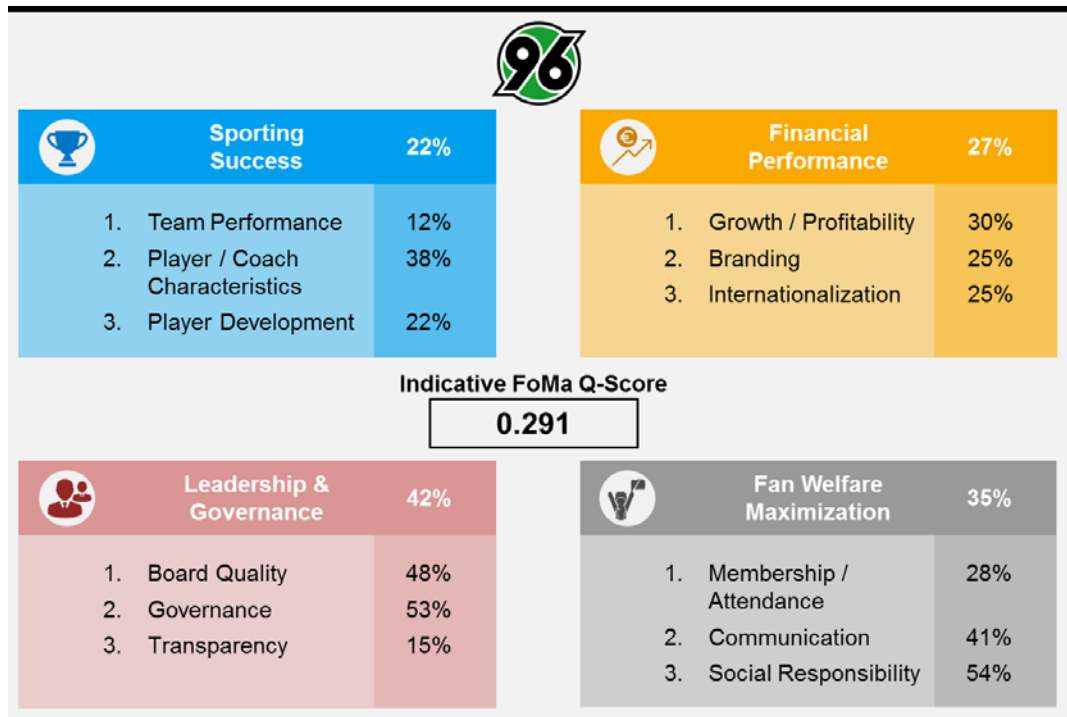 96
Sporting
Success
22%
1. Team Performance 12%
2. Player / Coach 38%
Characteristics
3. Player Development 22%
Financial
Performance
27%
1. Growth / Profitability 30%
2. Branding 25%
3. Internationalization 25%
Indicative FoMa Q-Score
0.291
Leadership &
Governance
42%
1. Board Quality 48%
2. Governance 53%
3. Transparency 15%
Fan Welfare
Maximization
35%
1. Membership / 28%
Attendance
2. Communication 41%
3. Social Responsibility 54%